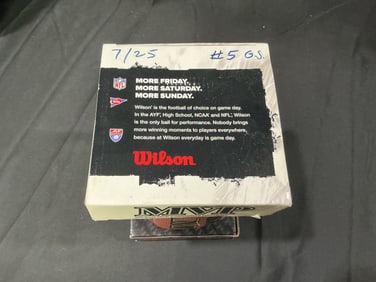 7/25 #5 G.S.
MORE FRIDAY.
MORE SATURDAY.
MORE SUNDAY.
Wilson® is the football of choice on game day.
In the AYF, High School, NCAA® and NFL, Wilson
is the only ball for performance. Nobody brings
more winning moments to players everywhere,
because at Wilson everyday is game day.
Wilson